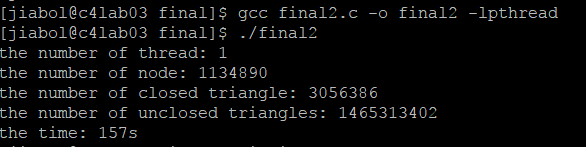 [jiabol@c4lab03 final]$ gcc final2.c -o final2 -lpthread
[jiabol@c4lab03 final]$ ./final2
the number of thread: 1
the number of node: 1134890
the number of closed triangle: 3056386
the number of unclosed triangles: 1465313402
the time: 157s